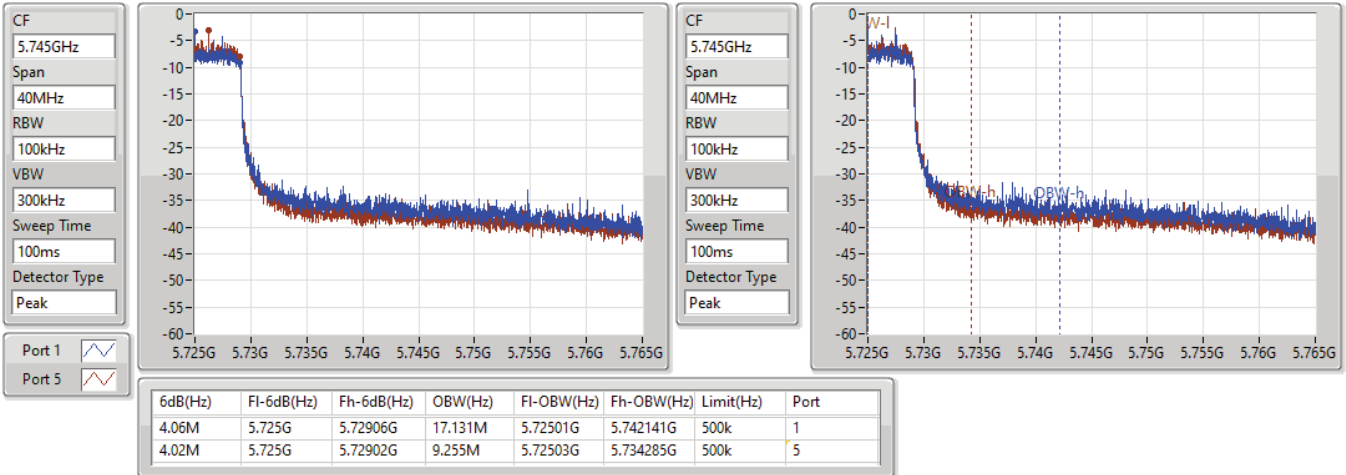 CF
5.745GHz
Span
40MHz
RBW
100kHz
VBW
300kHz
Sweep Time
100ms
Detector Type
Peak
Port 1
Port 5
0
-5
-10
-15
-20
-25
-30
-35
-40
-45
-50
-55
-60
5.725G 5.73G 5.735G 5.74G 5.745G 5.75G 5.755G 5.76G 5.765G
CF
5.745GHz
Span
40MHz
RBW
100kHz
VBW
300kHz
Sweep Time
100ms
Detector Type
Peak
0
-5
-10
-15
-20
-25
-30
-35
-40
-45
-50
-55
-60
W-l
OBW-h OBW-h
5.725G 5.73G 5.735G 5.74G 5.745G 5.75G 5.755G 5.76G 5.765G
6dB(Hz) Fl-6dB(Hz) Fh-6dB(Hz) OBW(Hz) Fl-OBW(Hz) Fh-OBW(Hz) Limit(Hz) Port
4.06M 5.725G 5.72906G 17.131M 5.72501G 5.742141G 500k 1
4.02M 5.725G 5.72902G 9.255M 5.72503G 5.734285G 500k 5